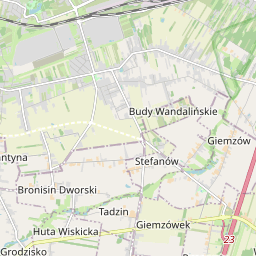 Budy Wandalińskie
Giemzów
antyna
Stefanów
Bronisin Dworski
Tadzin
Giemzówek
Huta Wiskicka
23
Grodzisko